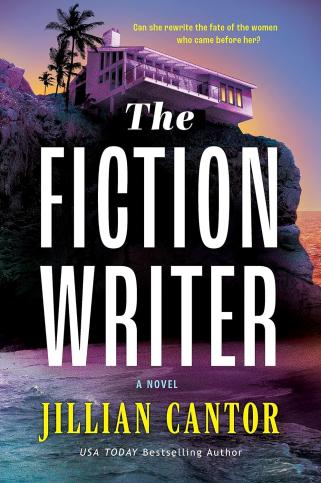 Can she rewrite the fate of the women
who came before her?
The
FICTION
WRITER
A NOVEL
JILLIAN CANTOR
USA TODAY Bestselling Author